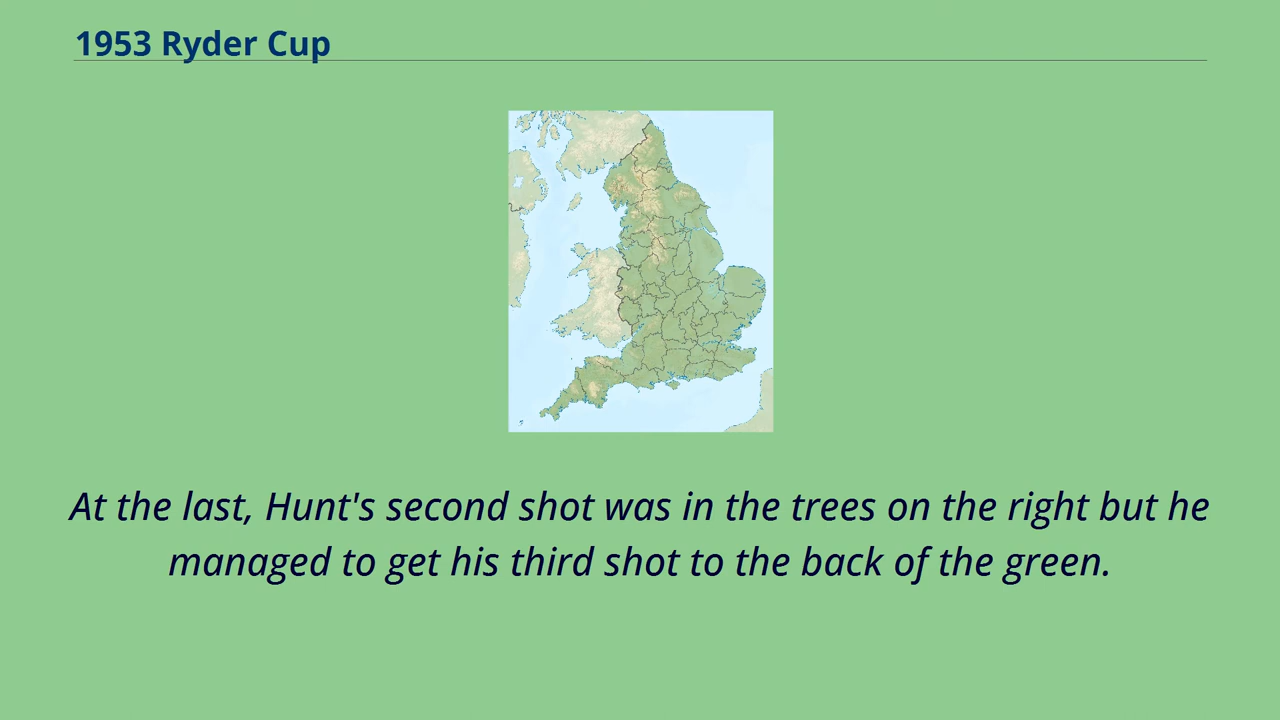 1953 Ryder Cup
At the last, Hunt's second shot was in the trees on the right but he
managed to get his third shot to the back of the green.